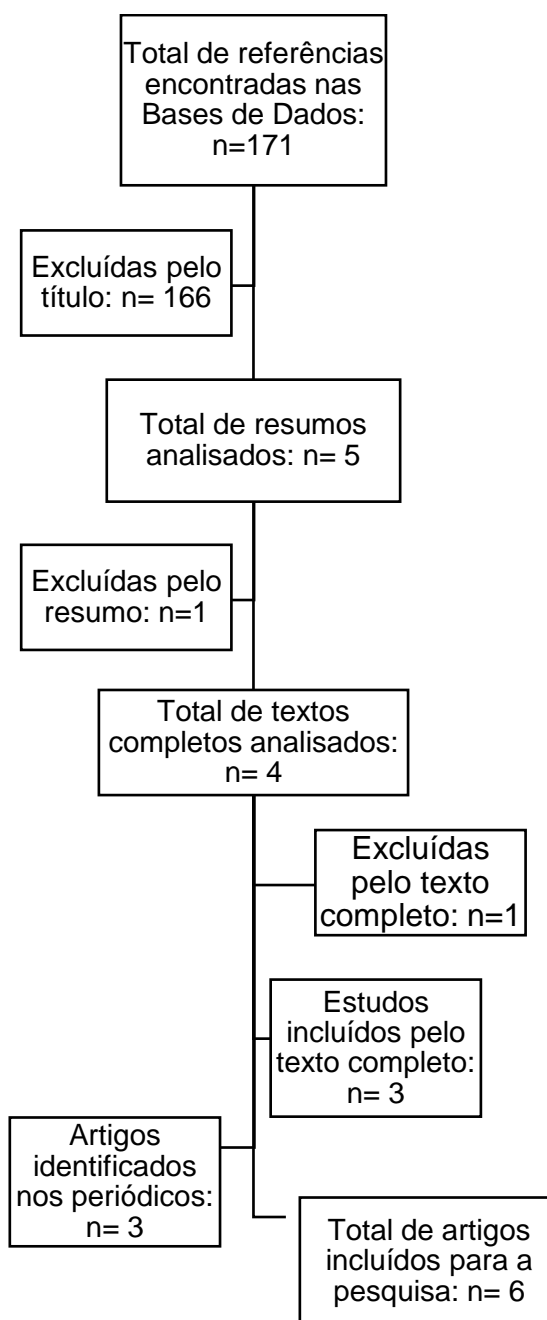 Total de referências
encontradas nas
Bases de Dados:
n=171
Excluídas pelo
título: n= 166
Total de resumos
analisados: n= 5
Excluídas pelo
resumo: n=1
Total de textos
completos analisados:
n= 4
Excluídas
pelo texto
completo: n=1
Estudos
incluídos pelo
texto completo:
n= 3
Artigos
identificados
nos periódicos:
n= 3
Total de artigos
incluídos para a
pesquisa: n= 6